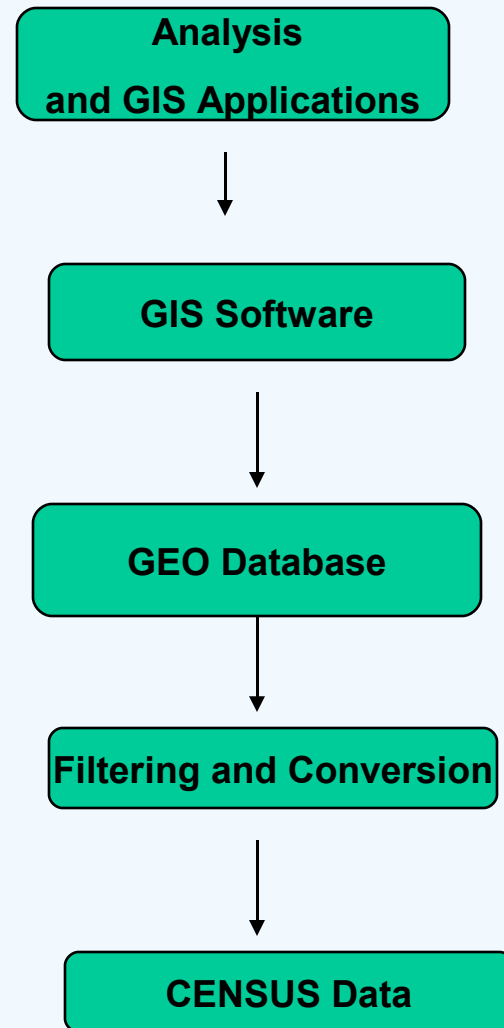 Analysis
and GIS Applications
GIS Software
GEO Database
Filtering and Conversion
CENSUS Data